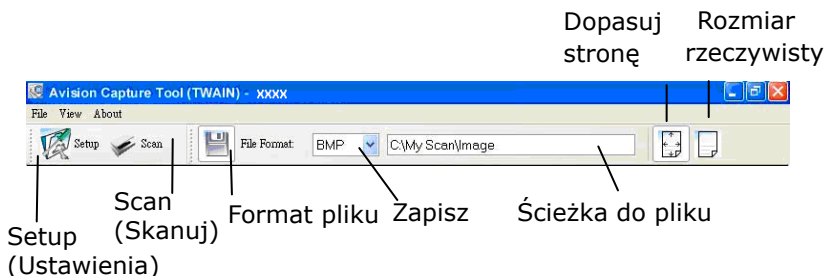 Dopasuj
stronę
Rozmiar
rzeczywisty
Avision Capture Tool (TWAIN) - xxxx
File View About
Setup Scan File Format: BMP C:\My Scan\Image
Scan
(Skanuj)
Format pliku
Zapisz
Ścieżka do pliku
Setup
(Ustawienia)